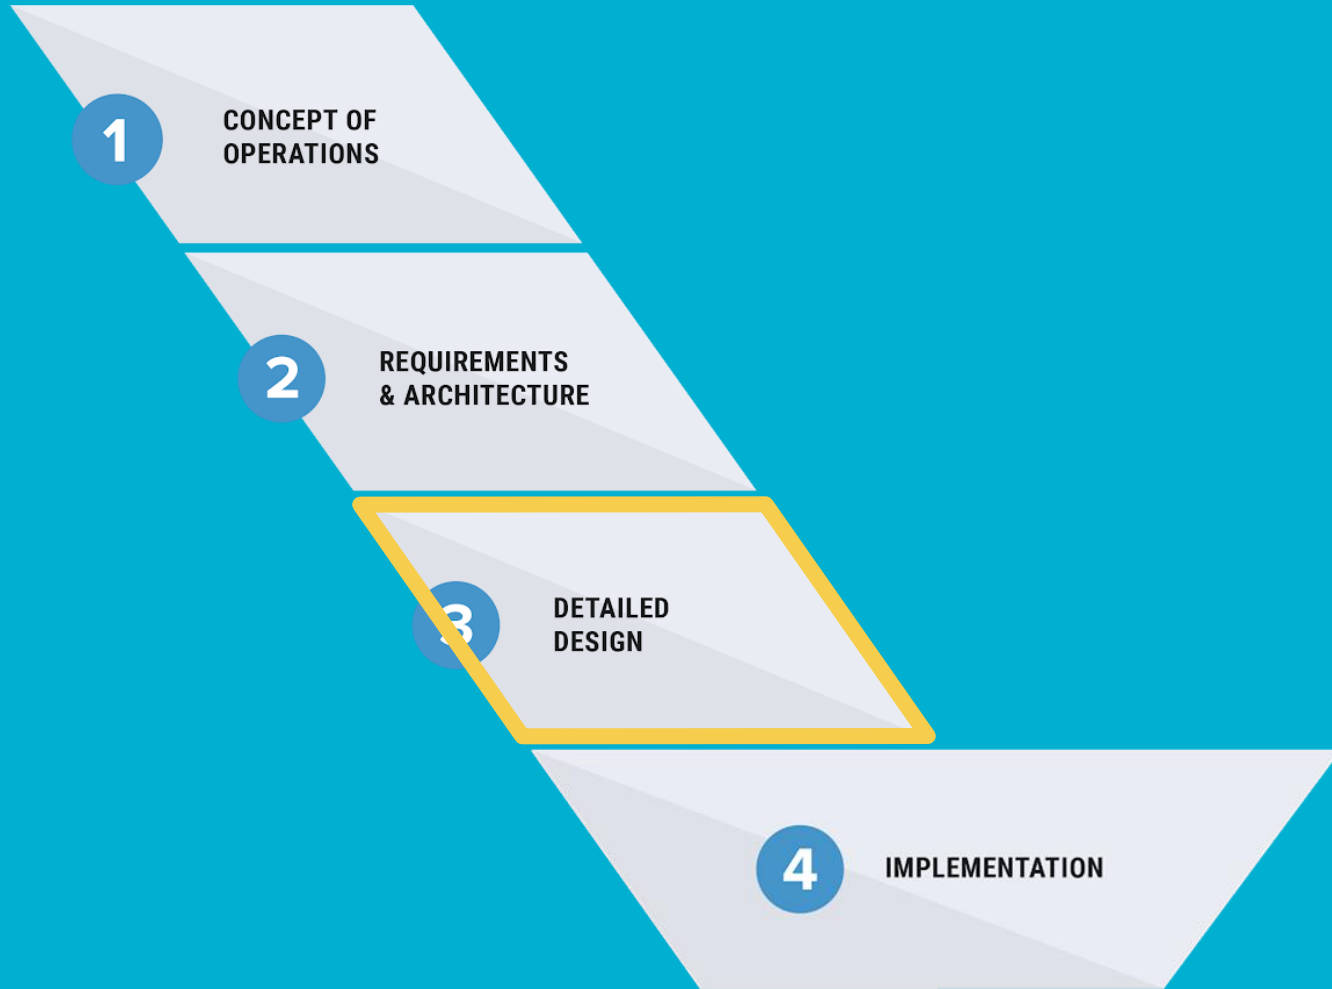 1
CONCEPT OF
OPERATIONS
2
REQUIREMENTS
& ARCHITECTURE
3
DETAILED
DESIGN
4
IMPLEMENTATION